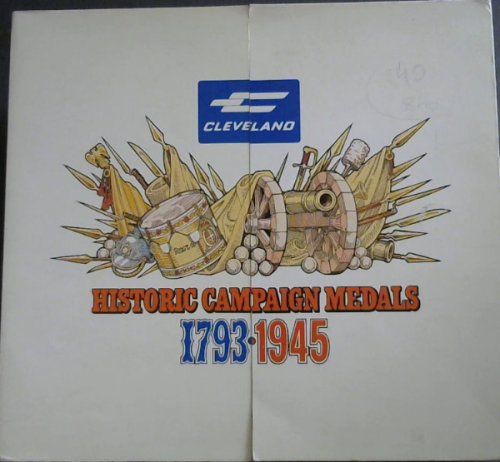 CLEVELAND
HISTORIC CAMPAIGN MEDALS
1793·1945